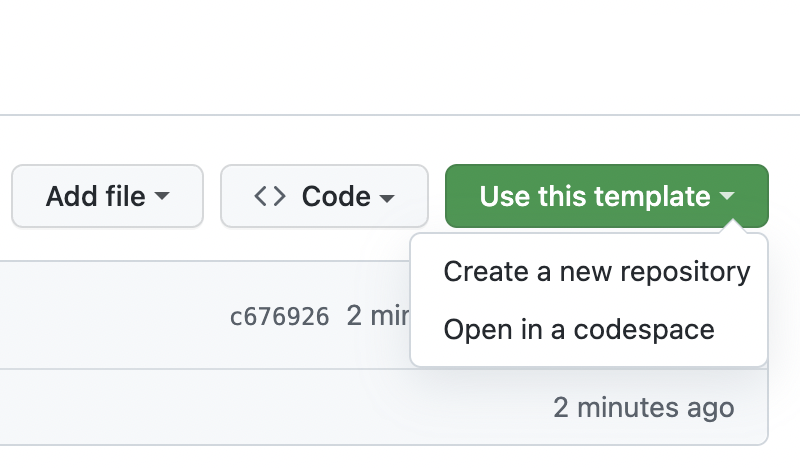 Add file
<> Code
Use this template
Create a new repository
Open in a codespace
c676926 2 min
2 minutes ago